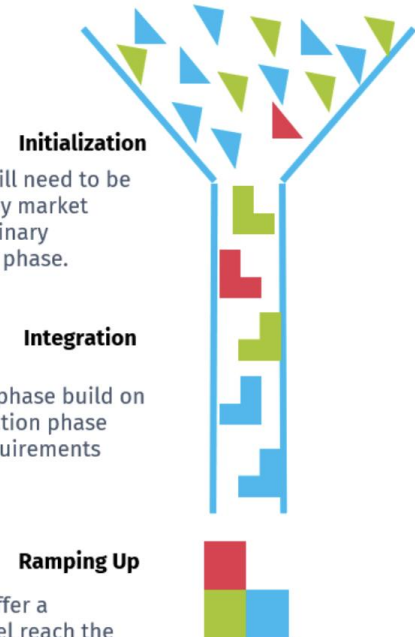 Initialization
ill need to be
y market
inary
phase.
Integration
phase build on
tion phase
uirements
Ramping Up
ffer a
el reach the